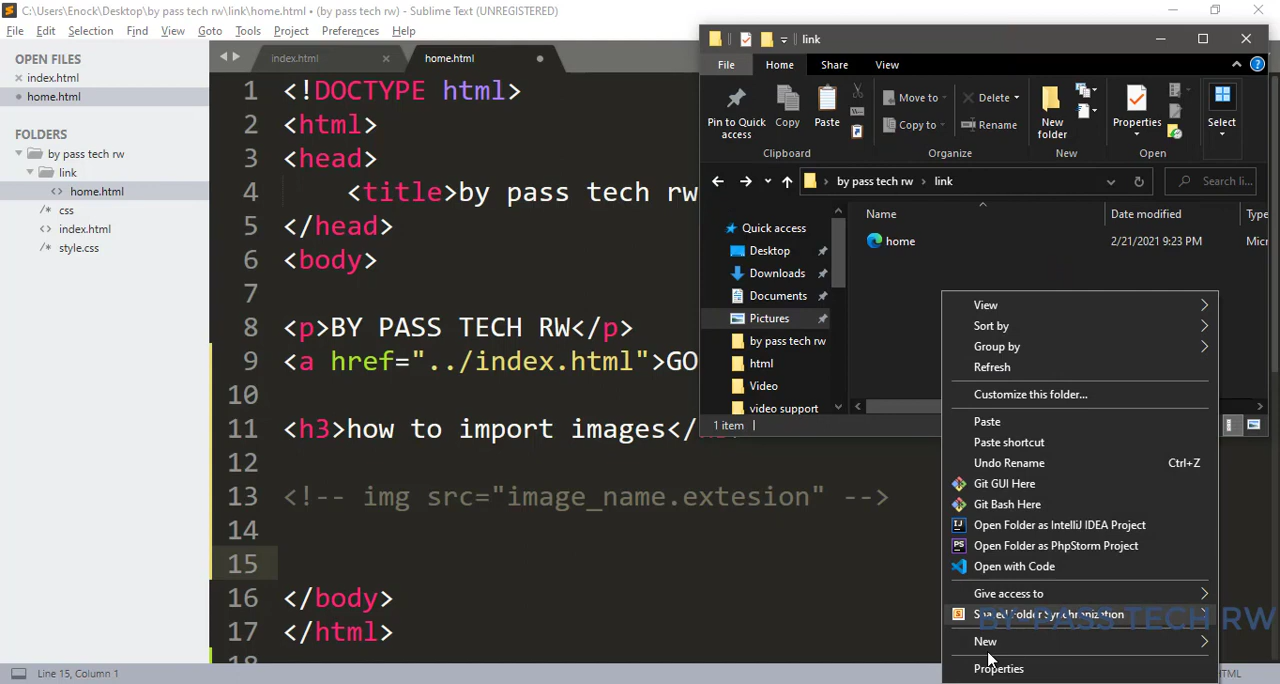 C:\Users\Enock\Desktop\by pass tech rw\link\home.html • (by pass tech rw) - Sublime Text (UNREGISTERED)
File Edit Selection Find View Goto Tools Project Preferences Help
OPEN FILES
index.html
home.html
FOLDERS
by pass tech rw
link
home.html
css
index.html
style.css
index.html
home.html
1 <!DOCTYPE html>
2 <html>
3 <head>
4 <title>by pass tech rw
5 </head>
6 <body>
7
8 <p>BY PASS TECH RW</p>
9 <a href="../index.html">GO
10
11 <h3>how to import images</
12
13 <!-- img src="image_name.extesion" -->
14
15
16 </body>
17 </html>
18
Line 15, Column 1
HTML
link
File Home Share View
Pin to Quick access
Copy
Paste
Move to
Copy to
Delete
Rename
New folder
Properties
Select
Clipboard
Organize
New
Open
by pass tech rw link
Search li...
Quick access
Desktop
Downloads
Documents
Pictures
by pass tech rw
html
Video
video support
Name Date modified Type
home 2/21/2021 9:23 PM Micr
1 item
View
Sort by
Group by
Refresh
Customize this folder...
Paste
Paste shortcut
Undo Rename Ctrl+Z
Git GUI Here
Git Bash Here
Open Folder as IntelliJ IDEA Project
Open Folder as PhpStorm Project
Open with Code
Give access to
Shared Folder Synchronization
New
Properties
BY PASS TECH RW